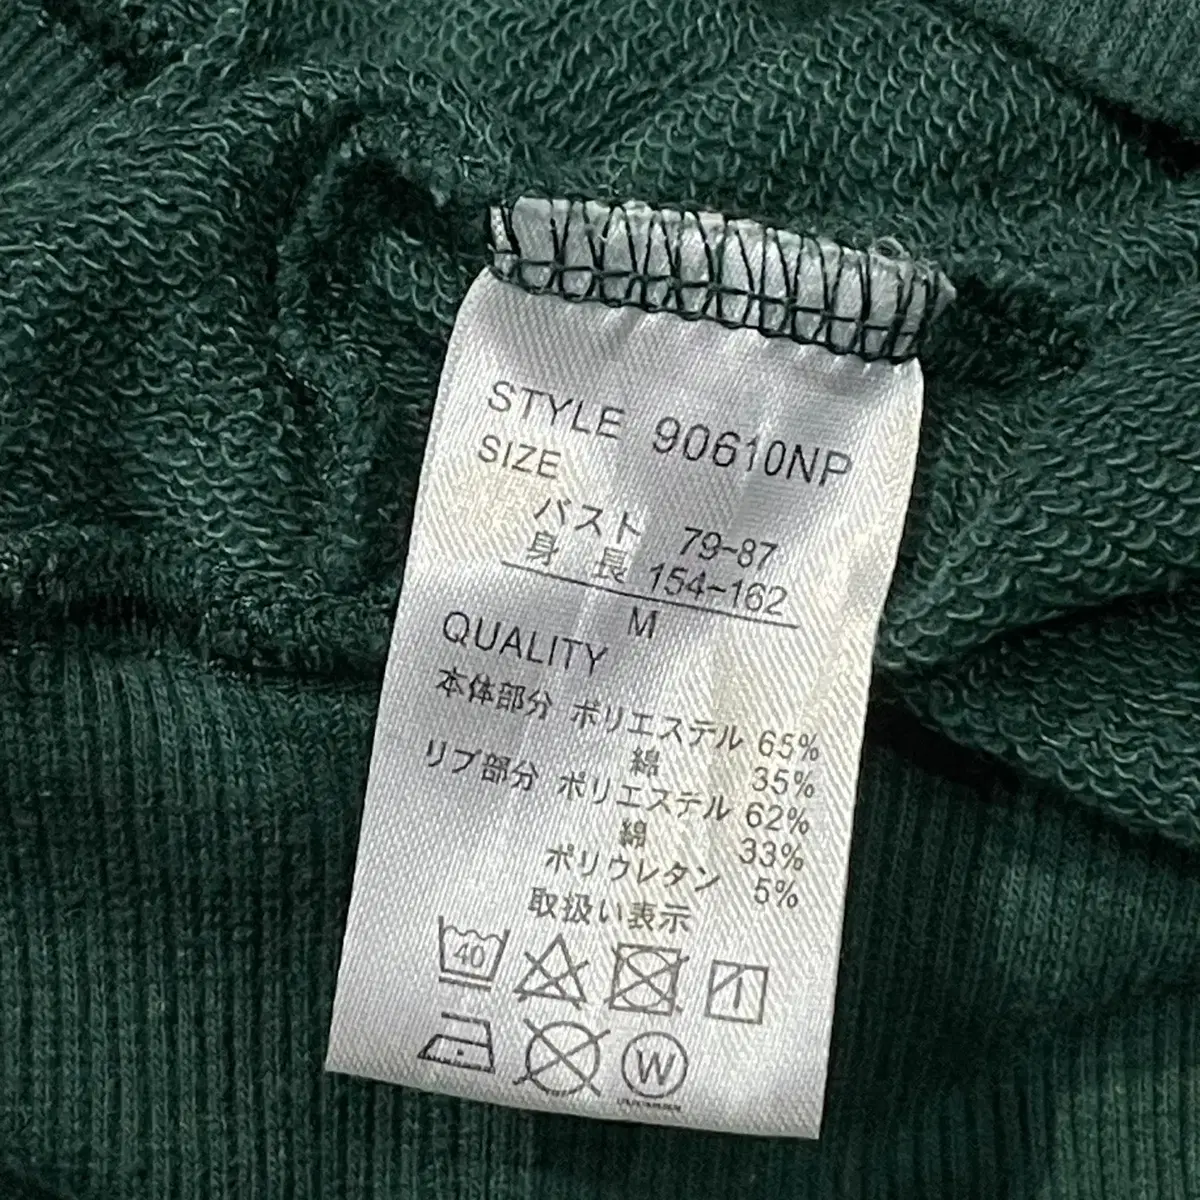 STYLE 90610NP
SIZE
バスト 79-87
身 長 154-162
M
QUALITY
本体部分 ポリエステル 65%
綿 35%
リブ部分 ポリエステル 62%
綿 33%
ポリウレタン 5%
取扱い表示
40
W